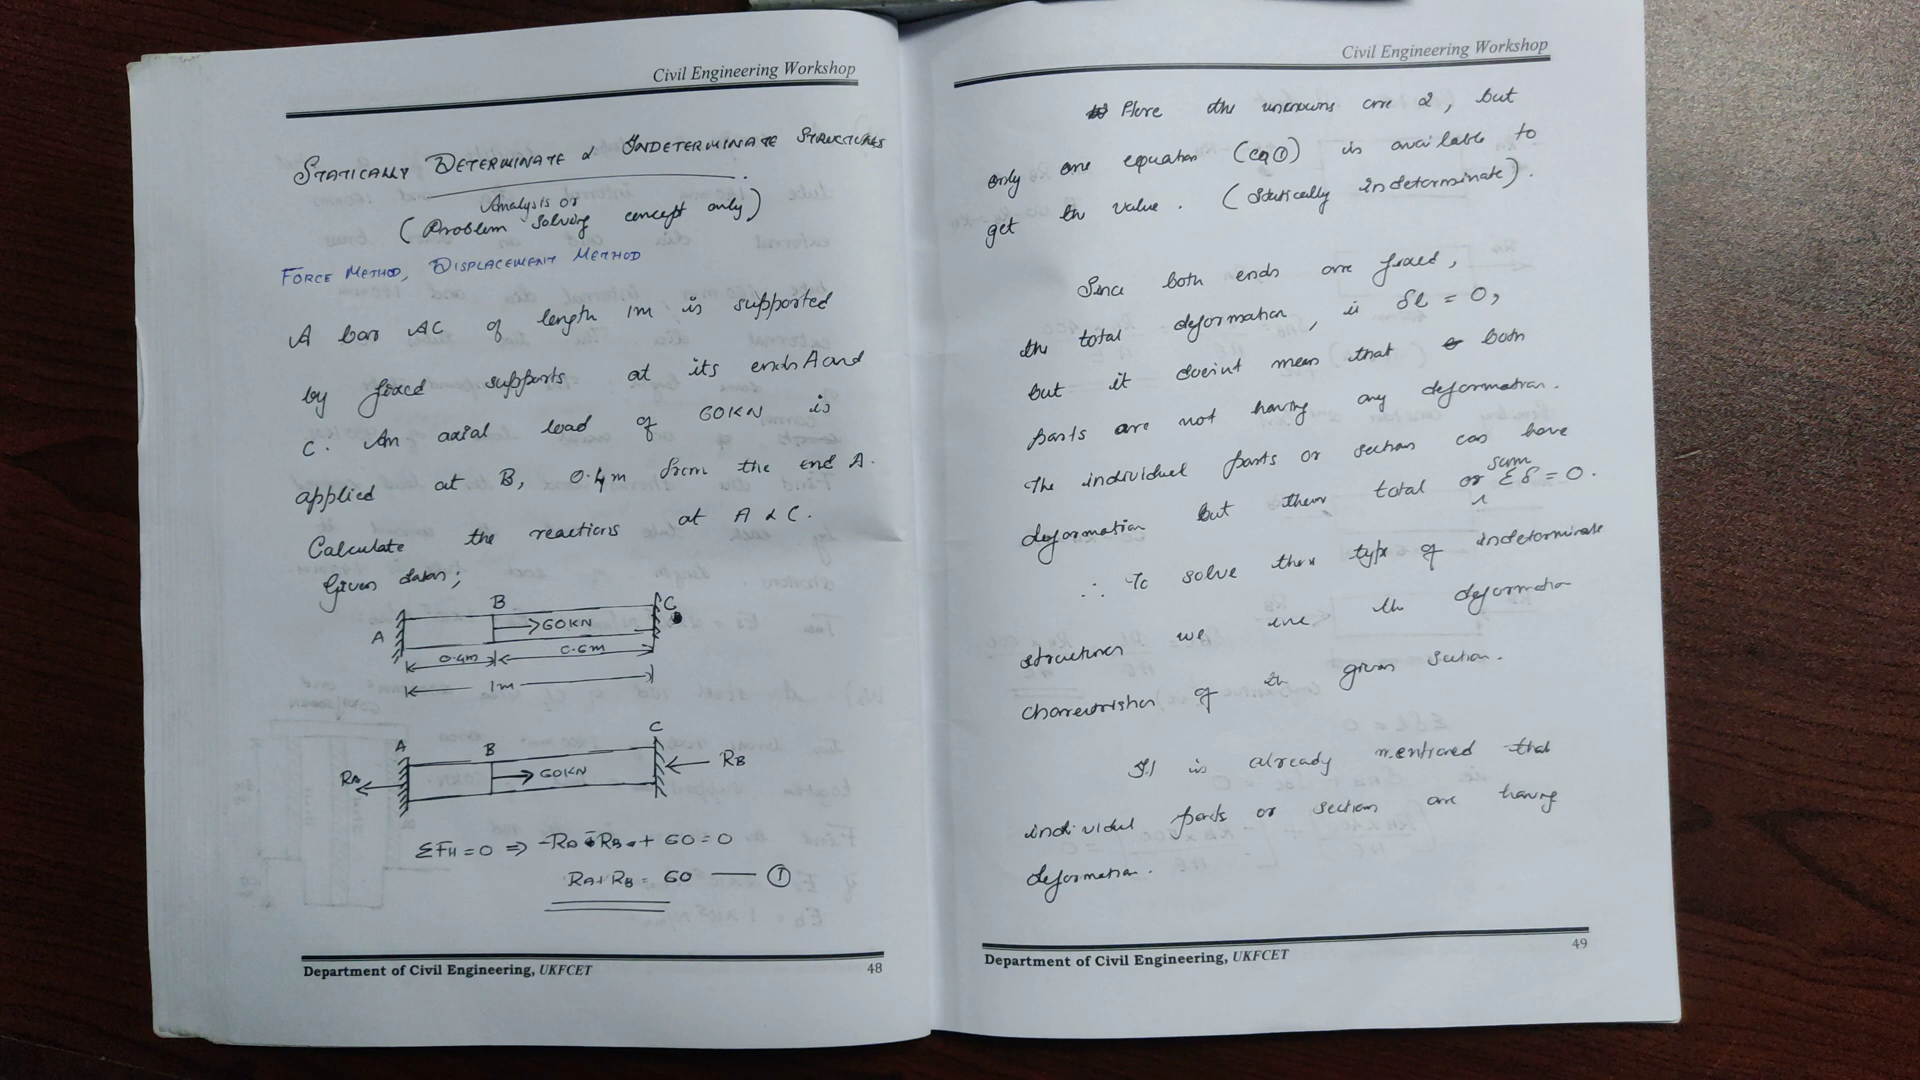 Civil Engineering Workshop
STATICALLY DETERMINATE & INDETERMINATE STRUCTURES
Analysis or
(Problem solving concept only)
FORCE METHOD, DISPLACEMENT METHOD
A bar AC of length 1m is supported
by fixed supports at its ends A and
C. An axial load of 60KN is
applied at B, 0.4m from the end A.
Calculate the reactions at A & C.
Given data;
B
C
A
60KN
0.4m
0.6m
1m
A
B
C
RA
60KN
RB
ΣFH=0 ⇒ -RA-RB+60=0
RA+RB=60 — ①
Department of Civil Engineering, UKFCET
48
Civil Engineering Workshop
Here the unknowns are 2, but
only one equation (eq①) is available to
get the value. (Statically indeterminate).
Since both ends are fixed,
the total deformation, ie δl = 0,
but it doesint mean that both
parts are not having any deformation.
The individual parts or section can have
sum
deformation but their total or Σδ = 0.
∴ To solve type of indeterminate
structures we use the deformation
of the given section.
It is already mentioned that
individual parts or section are having
deformation.
Department of Civil Engineering, UKFCET
49